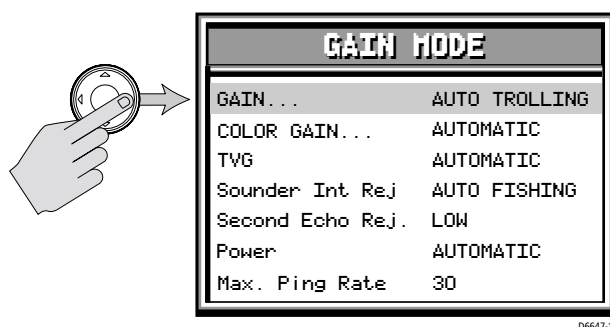 GAIN MODE
GAIN... AUTO TROLLING
COLOR GAIN... AUTOMATIC
TVG AUTOMATIC
Sounder Int Rej AUTO FISHING
Second Echo Rej. LOW
Power AUTOMATIC
Max. Ping Rate 30